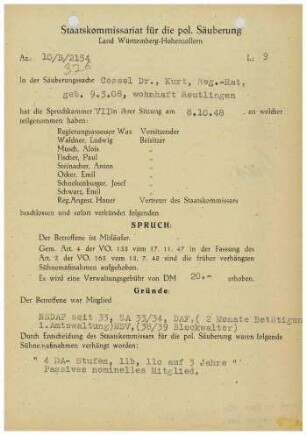 Staatskommissariat für die pol. Säuberung
Land Württemberg-Hohenzollern
Az. 10/D/2154 L: 9
326
In der Säuberungssache Cossel Dr., Kurt, Reg.-Rat,
geb. 9.3.08, wohnhaft Reutlingen
hat die Spruchkammer VII in ihrer Sitzung am 6.10.48 an welcher
teilgenommen haben:
Regierungsassessor Wax Vorsitzender
Waldner, Ludwig Beisitzer
Musch, Alois "
Fischer, Paul "
Steinacher, Anton "
Ocker, Emil "
Schnekenburger, Josef "
Schwarz, Emil "
Reg.Angest. Hauer Vertreter des Staatskommissars
beschlossen und sofort verkündet folgenden
SPRUCH:
Der Betroffene ist Mitläufer.
Gem. Art. 4 der VO. 133 vom 17. 11. 47 in der Fassung des
Art. 2 der VO. 165 vom 13. 7. 48 sind die früher verhängten
Sühnemaßnahmen aufgehoben.
Es wird eine Verwaltungsgebühr von DM 20.- erhoben.
Gründe:
Der Betroffene war Mitglied
NSDAF seit 33, SA 33/34, DAF,( 2 Monate Betätigung
i.Amtswaltung)NSV,(38/39 Blockwalter)
Durch Entscheidung des Staatskommissars für die pol. Säuberung waren folgende
Sühnemaßnahmen verhängt worden:
" 4 DA- Stufen, 11b, 11c auf 3 Jahre "
Passives nominelles Mitglied.